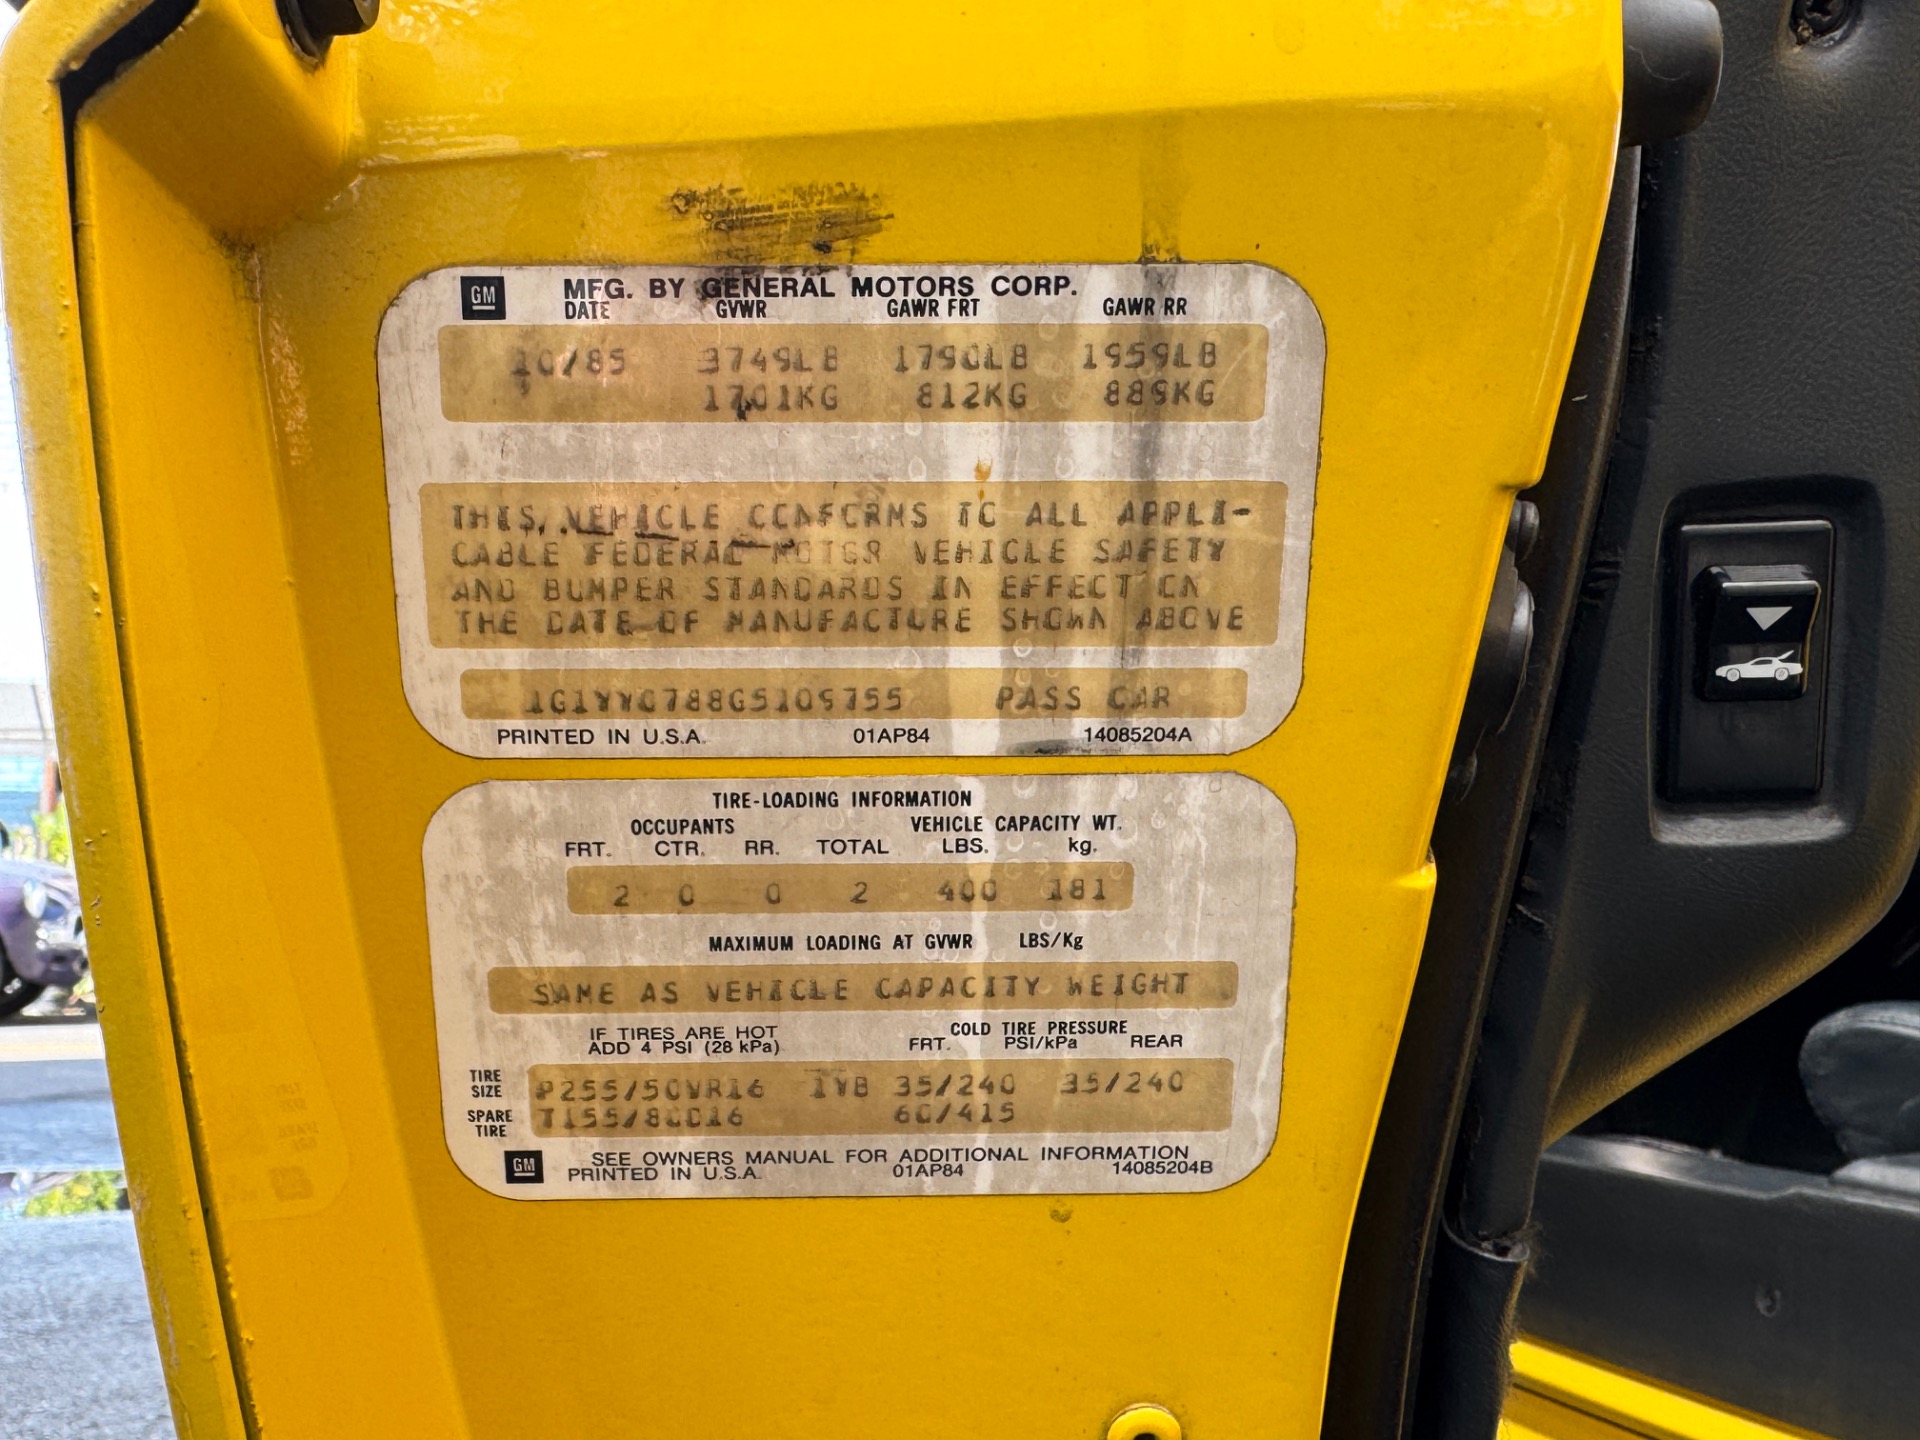 GM MFG. BY GENERAL MOTORS CORP.
DATE GVWR GAWR FRT GAWR RR
10/85 3749LB 1790LB 1959LB
1701KG 812KG 889KG
THIS VEHICLE CONFORMS TO ALL APPLI-
CABLE FEDERAL MOTOR VEHICLE SAFETY
AND BUMPER STANDARDS IN EFFECT ON
THE DATE OF MANUFACTURE SHOWN ABOVE
1G1YY0788G5109755 PASS CAR
PRINTED IN U.S.A. 01AP84 14085204A
TIRE-LOADING INFORMATION
OCCUPANTS VEHICLE CAPACITY WT.
FRT. CTR. RR. TOTAL LBS. kg.
2 0 0 2 400 181
MAXIMUM LOADING AT GVWR LBS/Kg
SAME AS VEHICLE CAPACITY WEIGHT
IF TIRES ARE HOT COLD TIRE PRESSURE
ADD 4 PSI (28 kPa) FRT. PSI/kPa REAR
TIRE SIZE P255/50VR16 1YB 35/240 35/240
SPARE TIRE T155/80D16 60/415
GM SEE OWNERS MANUAL FOR ADDITIONAL INFORMATION
PRINTED IN U.S.A. 01AP84 14085204B